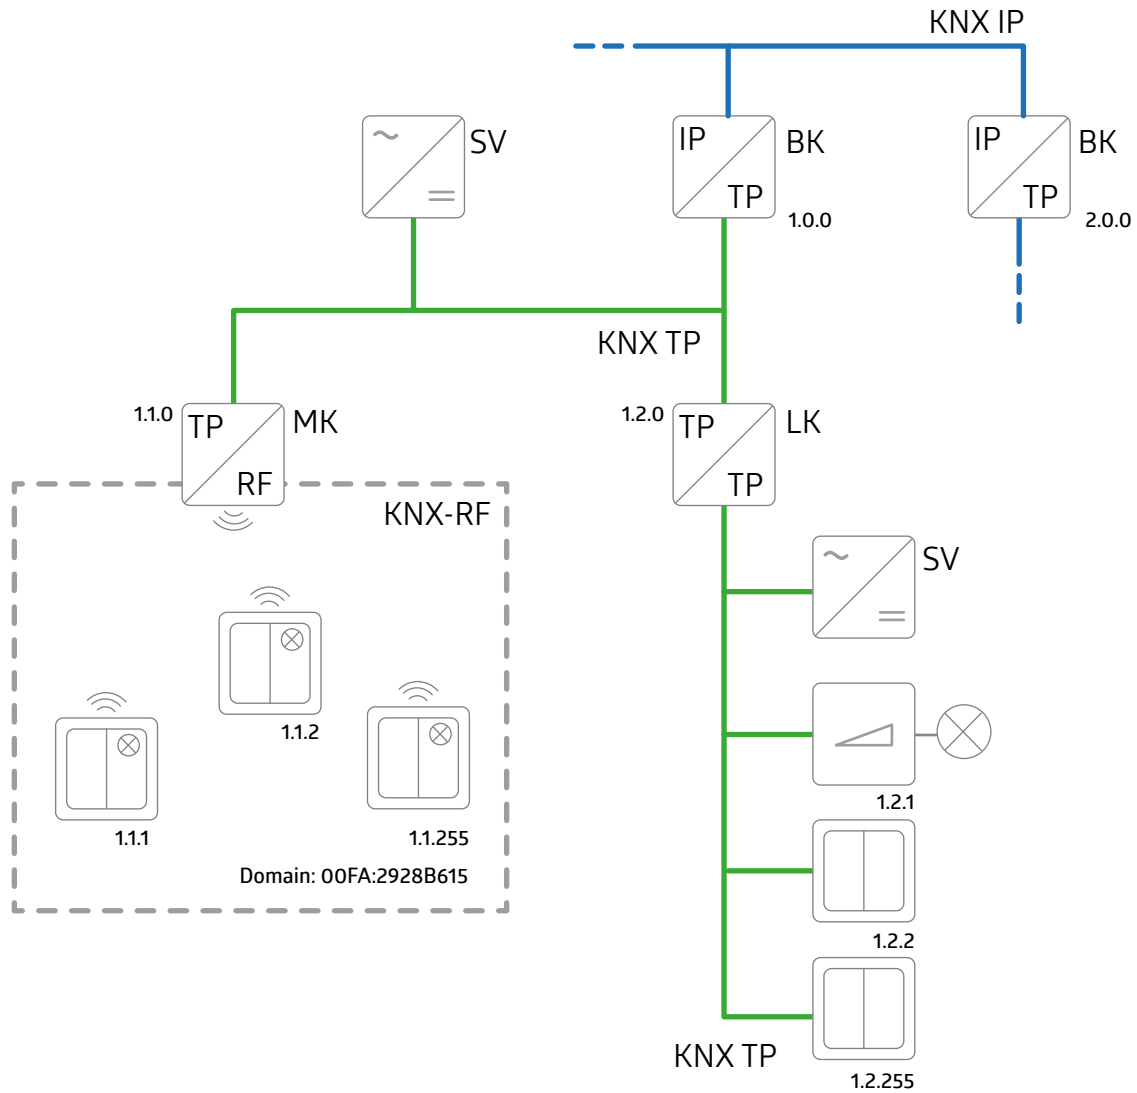 KNX IP
SV
IP
TP
BK
1.0.0
IP
TP
BK
2.0.0
KNX TP
1.1.0
TP
RF
MK
1.2.0
TP
TP
LK
KNX-RF
SV
1.1.2
1.1.1
1.1.255
Domain: 00FA:2928B615
1.2.1
1.2.2
KNX TP
1.2.255